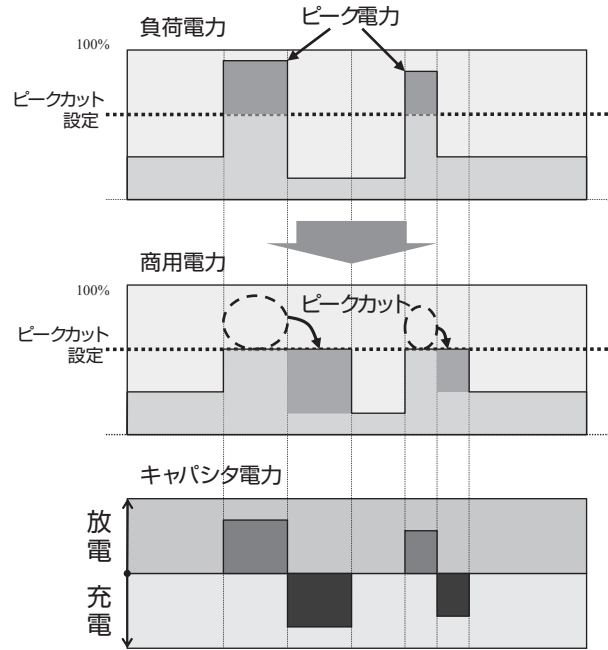 負荷電力
ピーク電力
100%
ピークカット
設定
商用電力
100%
ピークカット
ピークカット
設定
キャパシタ電力
放電
充電